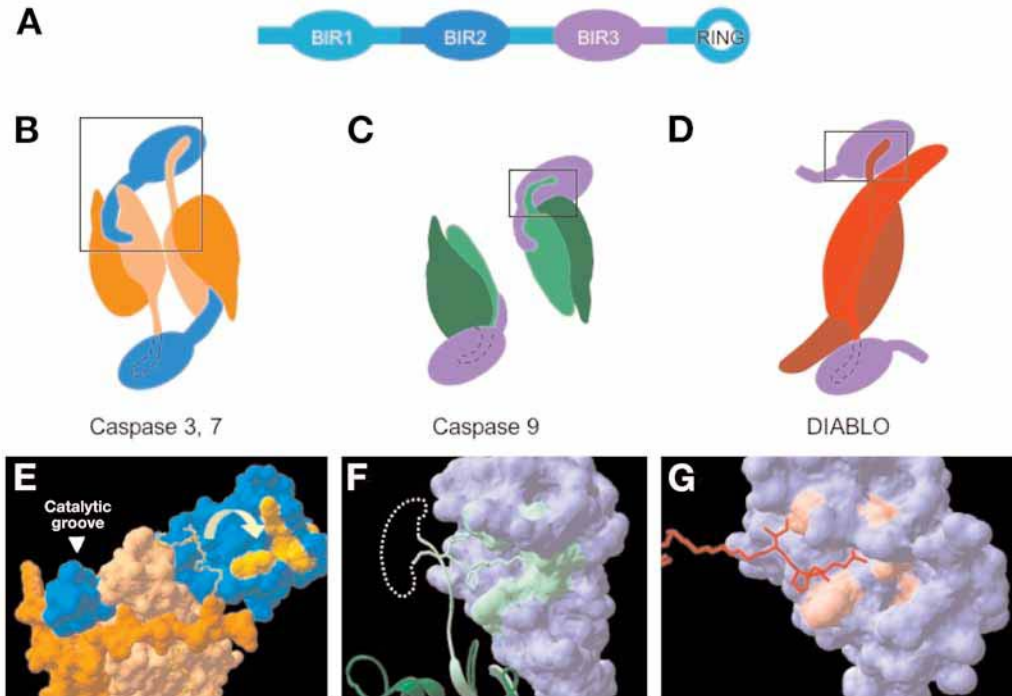 A
BIR1 BIR2 BIR3 RING
B C D
Caspase 3, 7 Caspase 9 DIABLO
E F G
Catalytic
groove